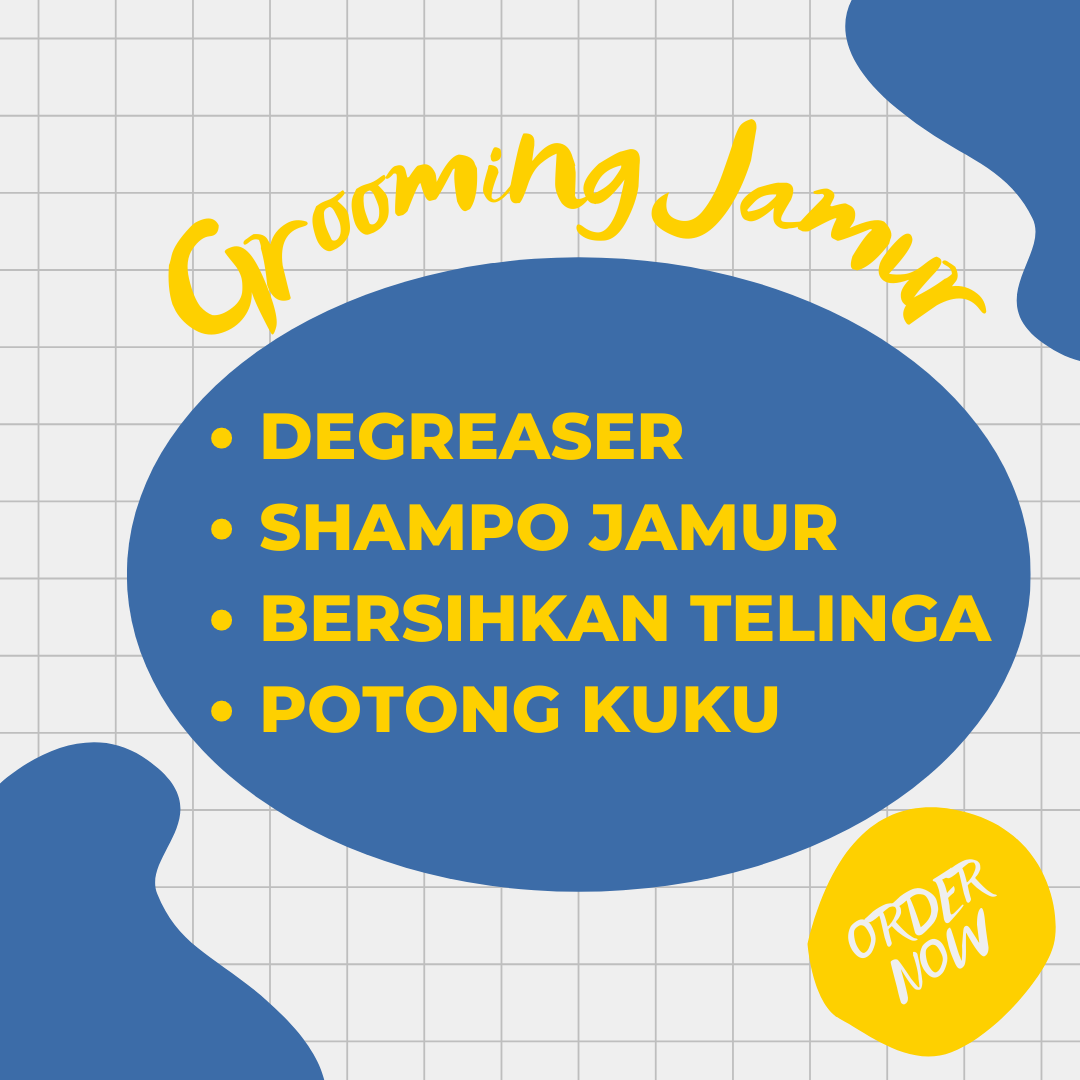 Grooming Jamur
• DEGREASER
• SHAMPO JAMUR
• BERSIHKAN TELINGA
• POTONG KUKU
ORDER
NOW